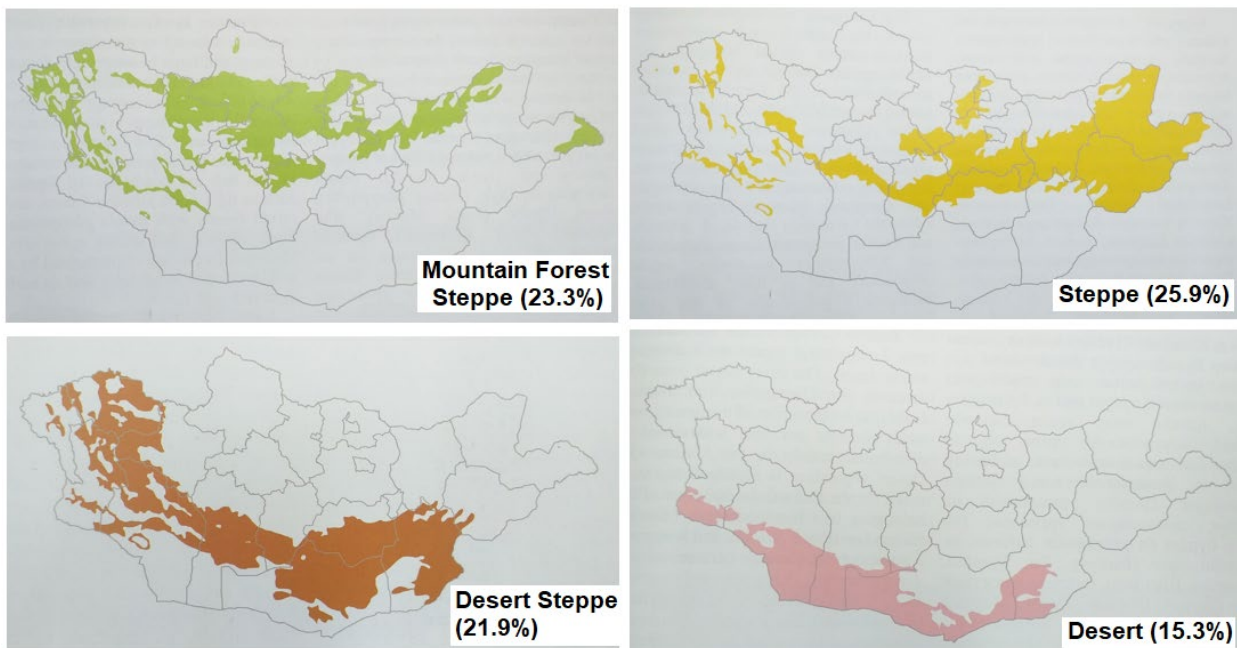 Mountain Forest
Steppe (23.3%)
Steppe (25.9%)
Desert Steppe
(21.9%)
Desert (15.3%)